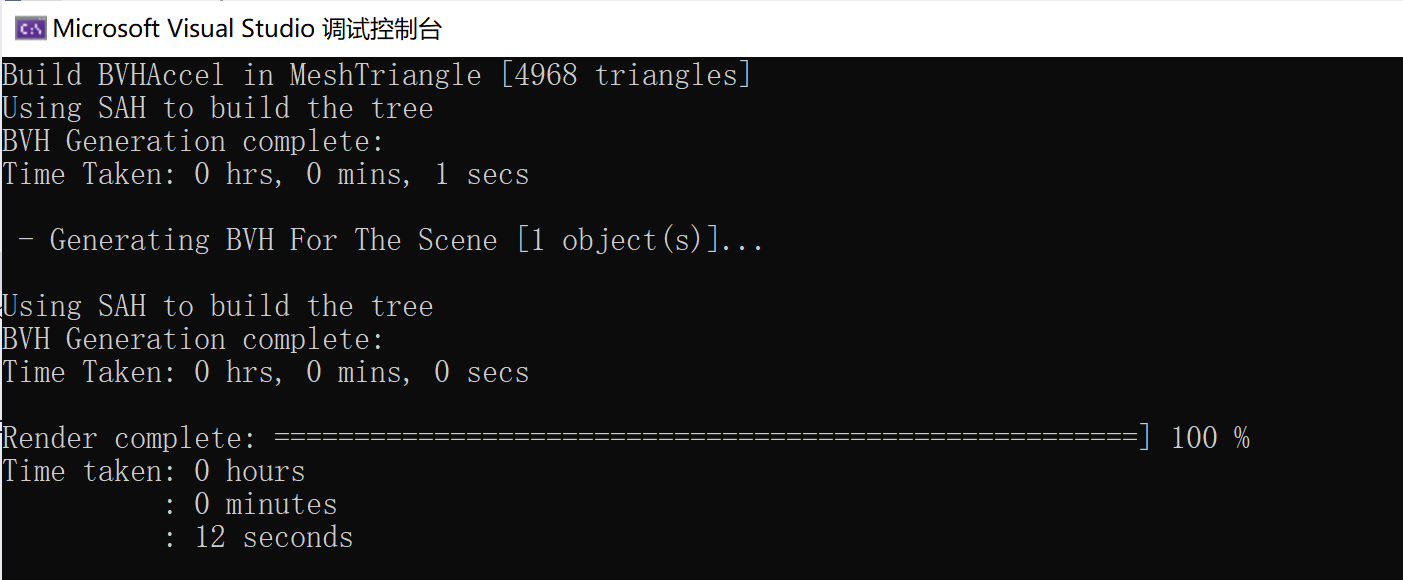 Microsoft Visual Studio 调试控制台
Build BVHAccel in MeshTriangle [4968 triangles]
Using SAH to build the tree
BVH Generation complete:
Time Taken: 0 hrs, 0 mins, 1 secs
- Generating BVH For The Scene [1 object(s)]...
Using SAH to build the tree
BVH Generation complete:
Time Taken: 0 hrs, 0 mins, 0 secs
Render complete: ======================================================] 100 %
Time taken: 0 hours
: 0 minutes
: 12 seconds